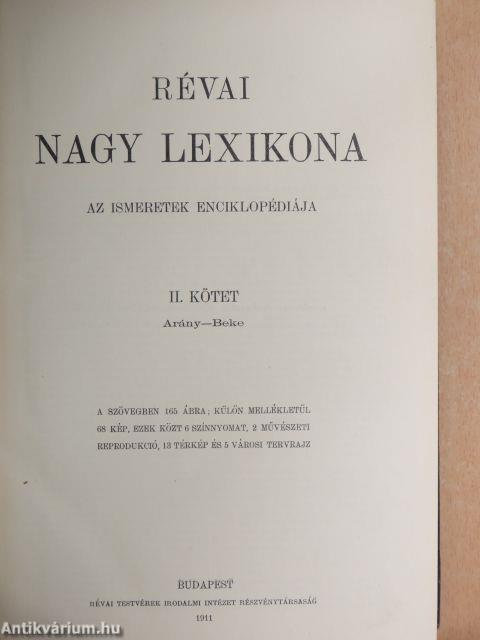 RÉVAI
NAGY LEXIKONA
AZ ISMERETEK ENCIKLOPÉDIÁJA
II. KÖTET
Arány—Beke
A SZÖVEGBEN 165 ÁBRA; KÜLÖN MELLÉKLETÜL
68 KÉP, EZEK KÖZT 6 SZÍNNYOMAT, 2 MŰVÉSZETI
REPRODUKCIÓ, 13 TÉRKÉP ÉS 5 VÁROSI TERVRAJZ
BUDAPEST
RÉVAI TESTVÉREK IRODALMI INTÉZET RÉSZVÉNYTÁRSASÁG
1911
Antikvárium.hu